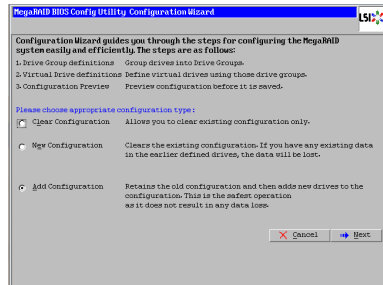 MegaRAID BIOS Config Utility Configuration Wizard
LSI
Configuration Wizard guides you through the steps for configuring the MegaRAID
system easily and efficiently. The steps are as follows:
1. Drive Group definitions Group drives into Drive Groups.
2. Virtual Drive definitions Define virtual drives using those drive groups.
3. Configuration Preview Preview configuration before it is saved.
Please choose appropriate configuration type:
Clear Configuration Allows you to clear existing configuration only.
New Configuration Clears the existing configuration. If you have any existing data
in the earlier defined drives, the data will be lost.
Add Configuration Retains the old configuration and then adds new drives to the
configuration. This is the safest operation
as it does not result in any data loss.
Cancel Next